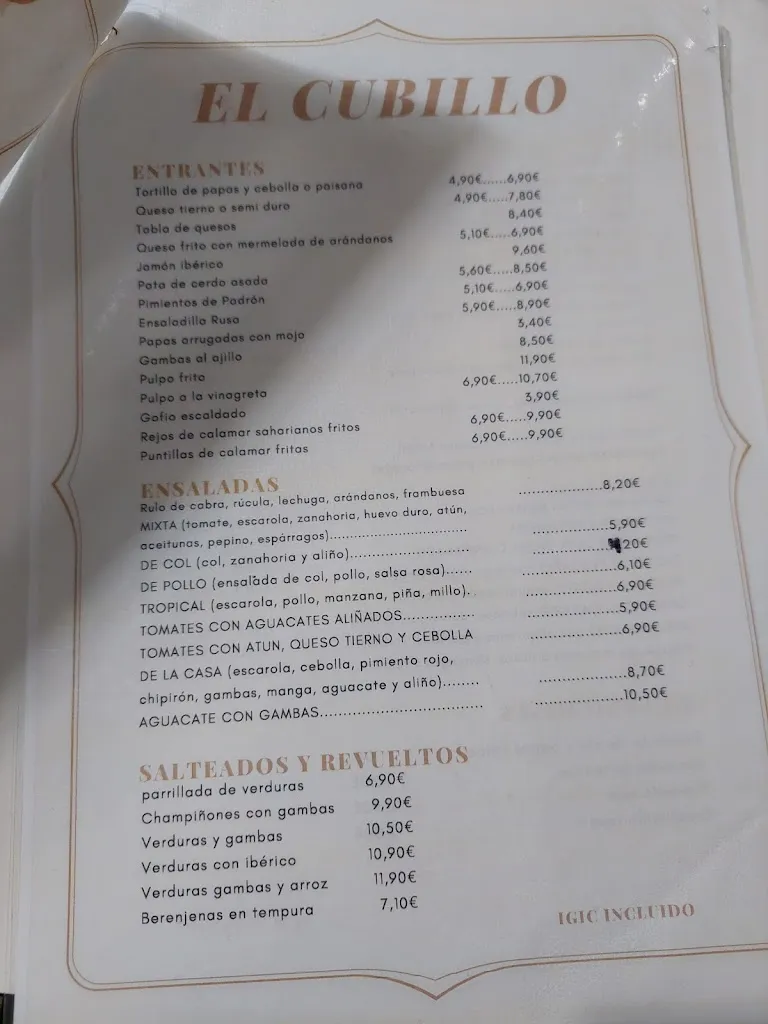 EL CUBILLO
ENTRANTES
Tortilla de papas y cebolla o paisana 4,90€......6,90€
Queso tierno o semi duro 4,90€.....7,80€
Tabla de quesos 8,40€
Queso frito con mermelada de arándanos 5,10€.....6,90€
Jamón ibérico 9,60€
Pata de cerdo asada 5,60€.....8,50€
Pimientos de Padrón 5,10€.....6,90€
Ensaladilla Rusa 5,90€.....8,90€
Papas arrugadas con mojo 3,40€
Gambas al ajillo 8,50€
Pulpo frito 11,90€
Pulpo a la vinagreta 6,90€.....10,70€
Gofio escaldado 3,90€
Rejos de calamar saharianos fritos 6,90€.....9,90€
Puntillas de calamar fritas 6,90€.....9,90€
ENSALADAS
Rulo de cabra, rúcula, lechuga, arándanos, frambuesa ...................8,20€
MIXTA (tomate, escarola, zanahoria, huevo duro, atún,
aceitunas, pepino, espárragos)................................. .................5,90€
DE COL (col, zanahoria y aliño)............................ .................20€
DE POLLO (ensalada de col, pollo, salsa rosa)...... ...................6,10€
TROPICAL (escarola, pollo, manzana, piña, millo). ...................6,90€
TOMATES CON AGUACATES ALIÑADOS................. ...................5,90€
TOMATES CON ATUN, QUESO TIERNO Y CEBOLLA ...................6,90€
DE LA CASA (escarola, cebolla, pimiento rojo,
chipirón, gambas, manga, aguacate y aliño)........ ...................8,70€
AGUACATE CON GAMBAS...................................... ...................10,50€
SALTEADOS Y REVUELTOS
parrillada de verduras 6,90€
Champiñones con gambas 9,90€
Verduras y gambas 10,50€
Verduras con ibérico 10,90€
Verduras gambas y arroz 11,90€
Berenjenas en tempura 7,10€
IGIC INCLUIDO